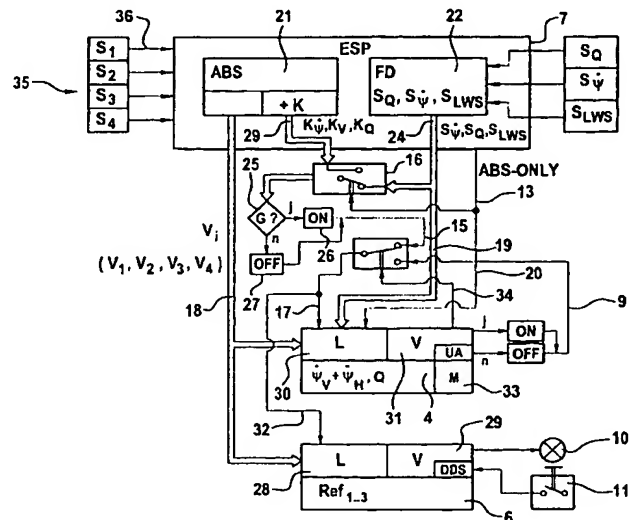 36
21
ESP
22
7
S1
S2
S3
S4
35
ABS
+ K
FD
SQ, Sψ̇, SLWS
SQ
Sψ̇
SLWS
29
Kψ̇, KV, KQ
24
Sψ̇, SQ, SLWS
16
ABS-ONLY
25
G ?
j
ON
n
26
13
15
OFF
27
19
Vi
(V1, V2, V3, V4)
20
9
18
17
34
L
V
UA
j
ON
n
OFF
30
ψ̇V + ψ̇H, Q
31
4
M
33
32
29
L
V
DDS
10
28
Ref1-3
11
6